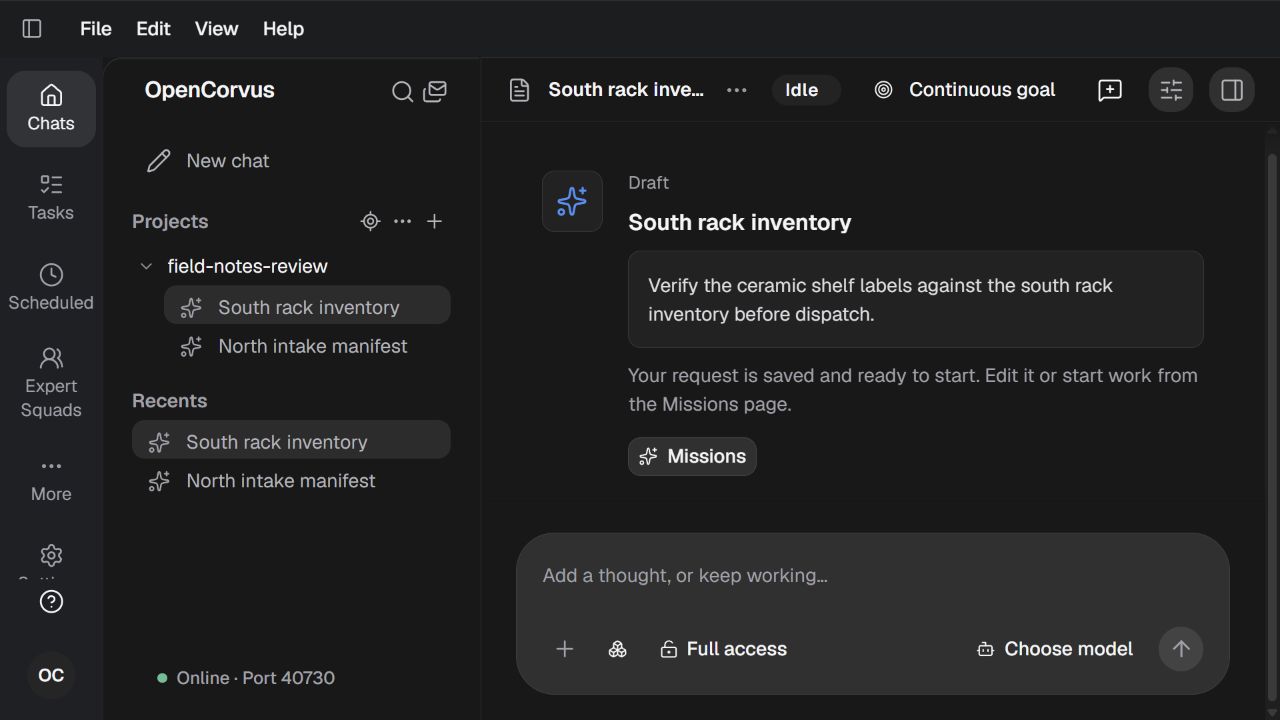 File Edit View Help
Chats
Tasks
Scheduled
Expert
Squads
More
OC
OpenCorvus
New chat
Projects
field-notes-review
South rack inventory
North intake manifest
Recents
South rack inventory
North intake manifest
Online · Port 40730
South rack inve... Idle Continuous goal
Draft
South rack inventory
Verify the ceramic shelf labels against the south rack
inventory before dispatch.
Your request is saved and ready to start. Edit it or start work from
the Missions page.
Missions
Add a thought, or keep working...
Full access Choose model